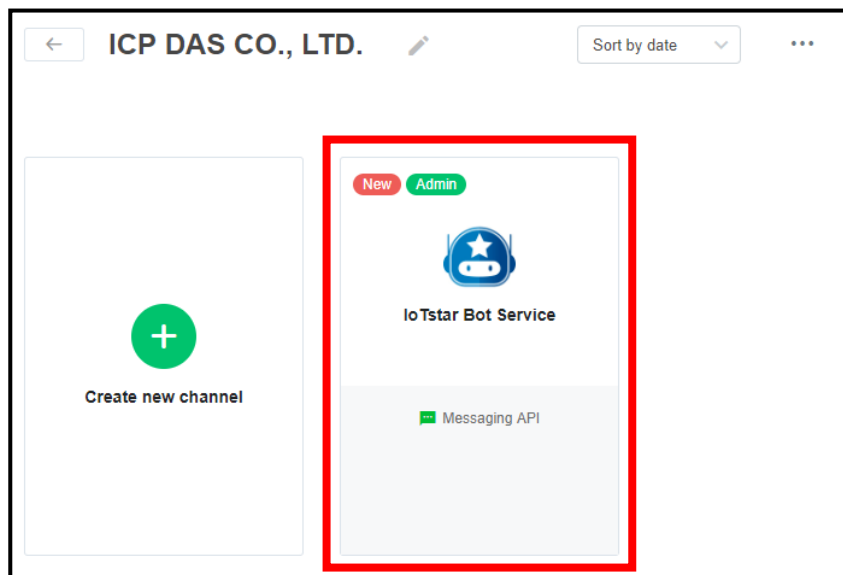 ICP DAS CO., LTD.
Sort by date
New Admin
IoTstar Bot Service
Create new channel
Messaging API